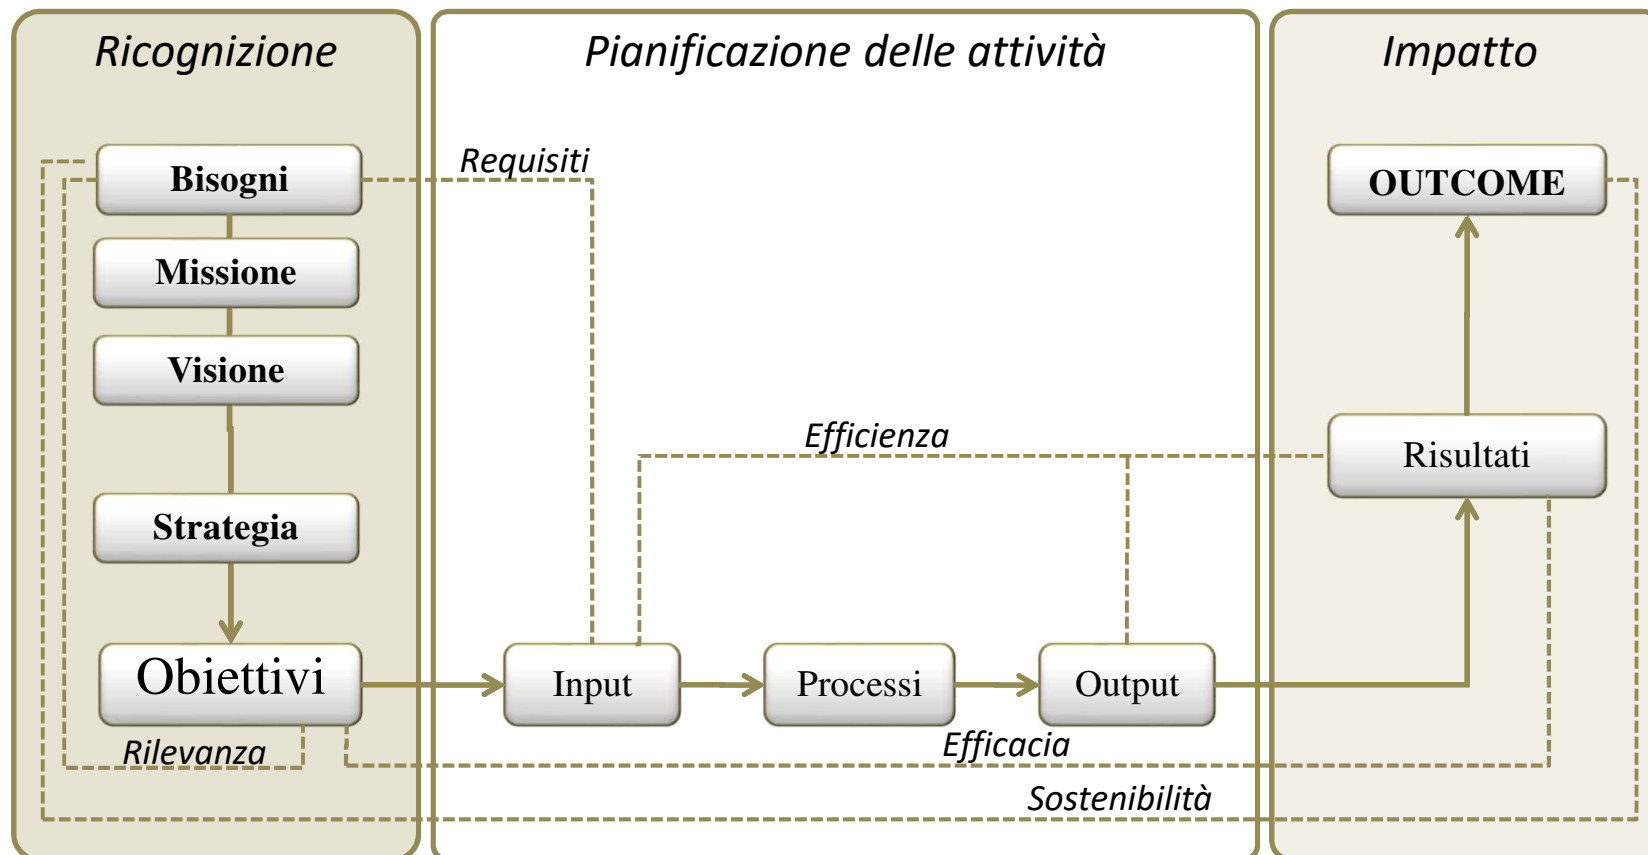 Ricognizione
Pianificazione delle attività
Impatto
Bisogni
Requisiti
OUTCOME
Missione
Visione
Efficienza
Risultati
Strategia
Obiettivi
Input
Processi
Output
Rilevanza
Efficacia
Sostenibilità